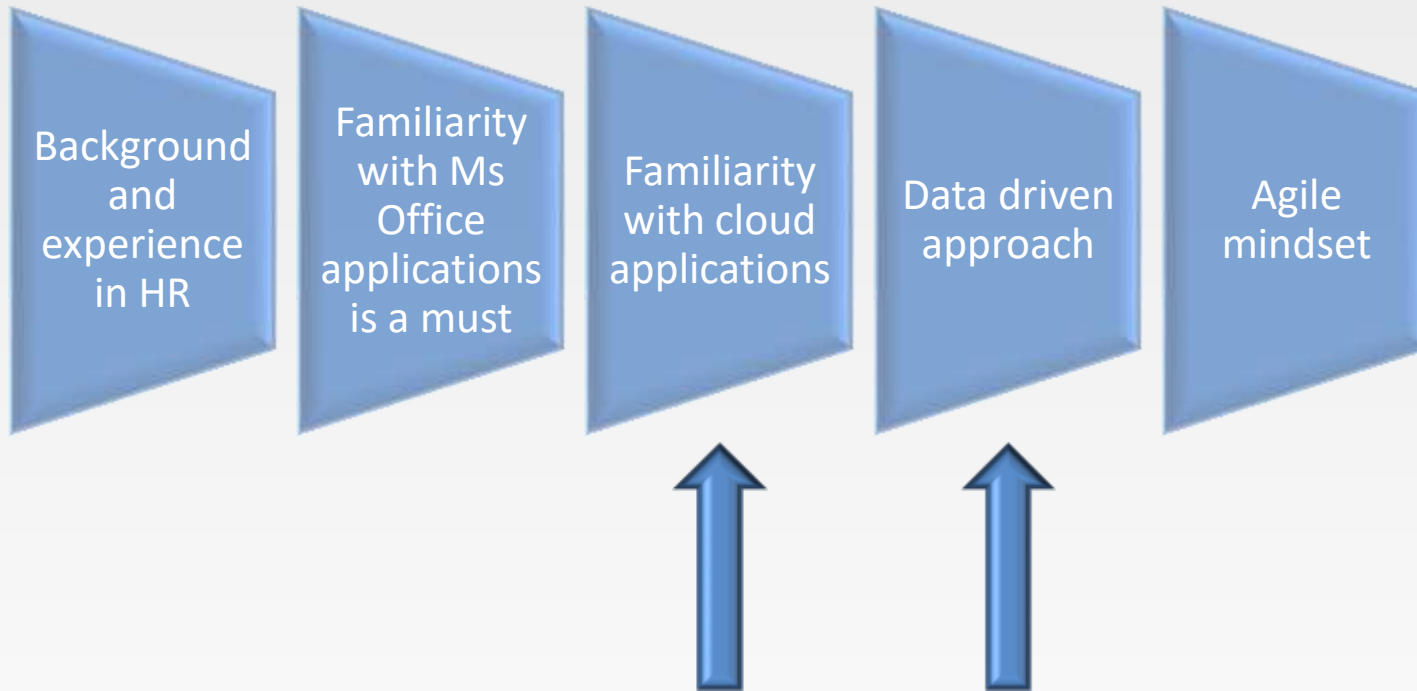 Background
and
experience
in HR
Familiarity
with Ms
Office
applications
is a must
Familiarity
with cloud
applications
Data driven
approach
Agile
mindset